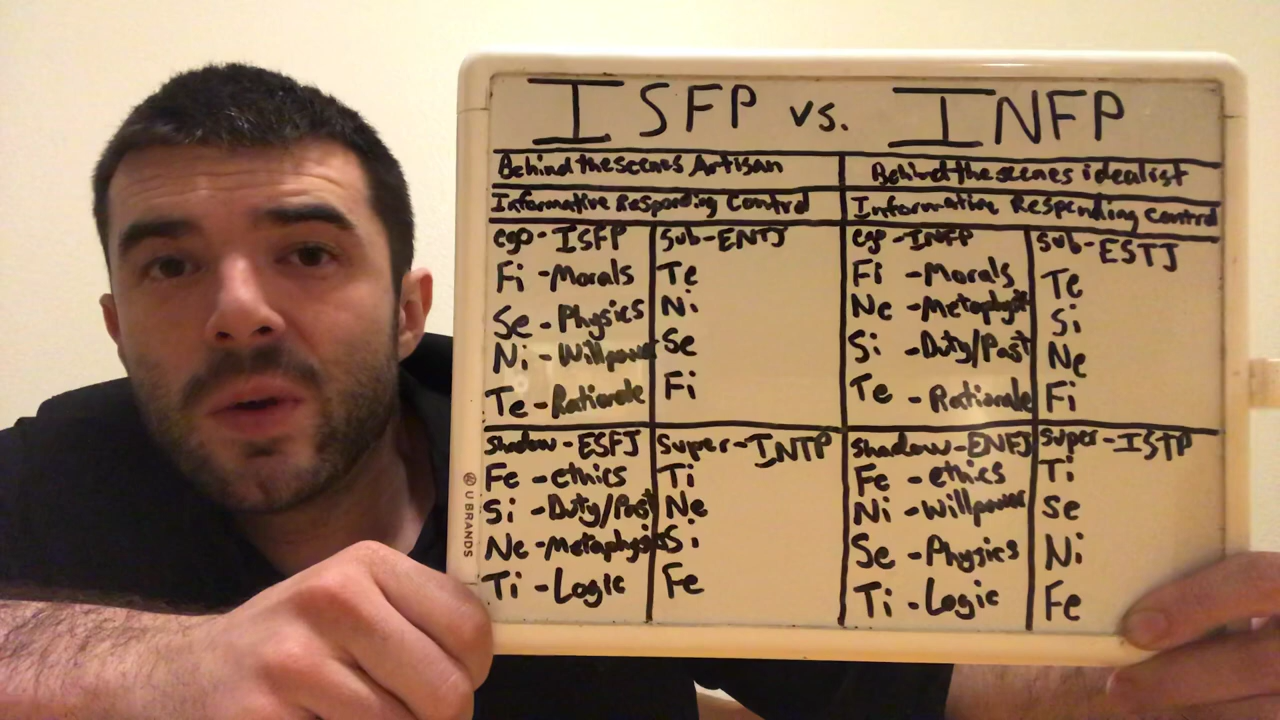 ISFP vs. INFP
Behind the scenes Artisan
Behind the scenes idealist
Informative Responding Control
Informative Responding Control
ego - ISFP
Fi - Morals
Se - Physics
Ni - Willpower
Te - Rationale
sub - ENTJ
Te
Ni
Se
Fi
ego - INFP
Fi - Morals
Ne - Metaphysic
Si - Duty/Past
Te - Rationale
sub - ESTJ
Te
Si
Ne
Fi
shadow - ESFJ
Fe - ethics
Si - Duty/Past
Ne - Metaphysics
Ti - Logic
super - INTP
Ti
Ne
Si
Fe
shadow - ENFJ
Fe - ethics
Ni - Willpower
Se - Physics
Ti - Logic
super - ISTP
Ti
Se
Ni
Fe
U BRANDS